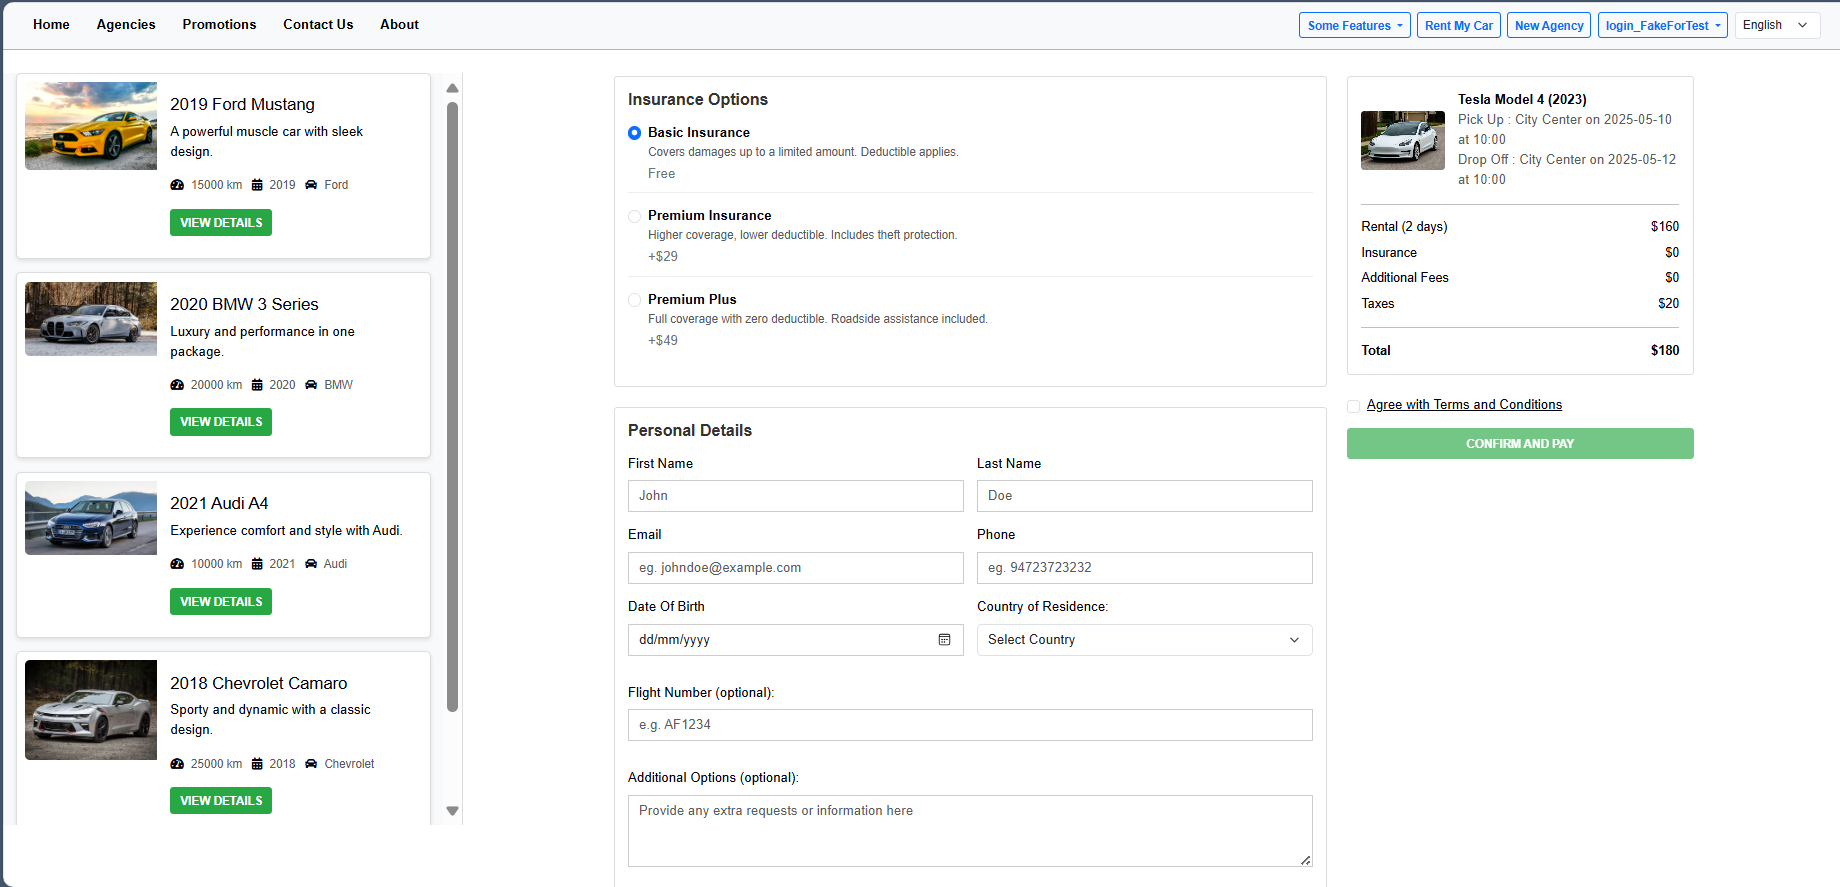 Home
Agencies
Promotions
Contact Us
About
Some Features
Rent My Car
New Agency
login_FakeForTest
English
2019 Ford Mustang
A powerful muscle car with sleek
design.
15000 km 2019 Ford
VIEW DETAILS
2020 BMW 3 Series
Luxury and performance in one
package.
20000 km 2020 BMW
VIEW DETAILS
2021 Audi A4
Experience comfort and style with Audi.
10000 km 2021 Audi
VIEW DETAILS
2018 Chevrolet Camaro
Sporty and dynamic with a classic
design.
25000 km 2018 Chevrolet
VIEW DETAILS
Insurance Options
Basic Insurance
Covers damages up to a limited amount. Deductible applies.
Free
Premium Insurance
Higher coverage, lower deductible. Includes theft protection.
+$29
Premium Plus
Full coverage with zero deductible. Roadside assistance included.
+$49
Personal Details
First Name
John
Last Name
Doe
Email
eg. johndoe@example.com
Phone
eg. 94723723232
Date Of Birth
dd/mm/yyyy
Country of Residence:
Select Country
Flight Number (optional):
e.g. AF1234
Additional Options (optional):
Provide any extra requests or information here
Tesla Model 4 (2023)
Pick Up : City Center on 2025-05-10
at 10:00
Drop Off : City Center on 2025-05-12
at 10:00
Rental (2 days) $160
Insurance $0
Additional Fees $0
Taxes $20
Total $180
Agree with Terms and Conditions
CONFIRM AND PAY